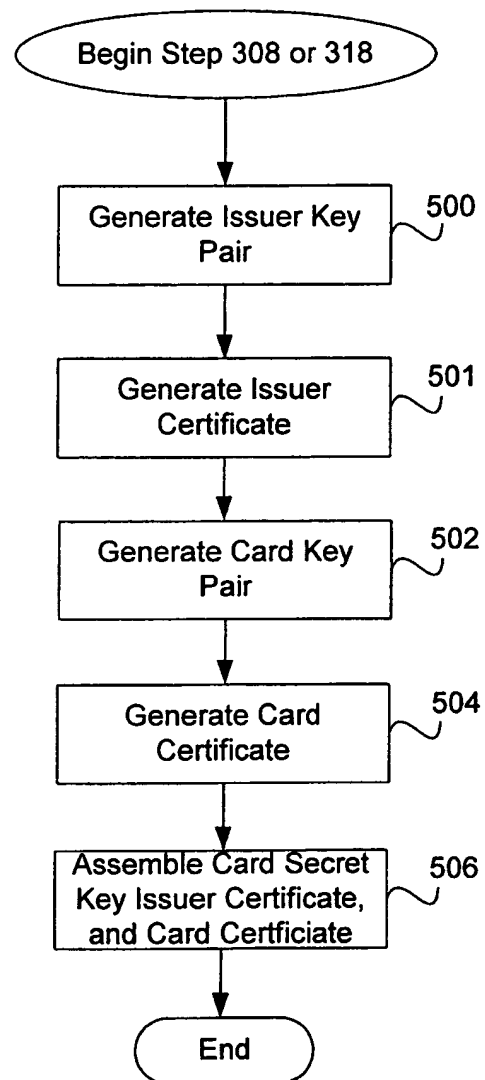 Begin Step 308 or 318
Generate Issuer Key
Pair
500
Generate Issuer
Certificate
501
Generate Card Key
Pair
502
Generate Card
Certificate
504
Assemble Card Secret
Key Issuer Certificate,
and Card Certficiate
506
End